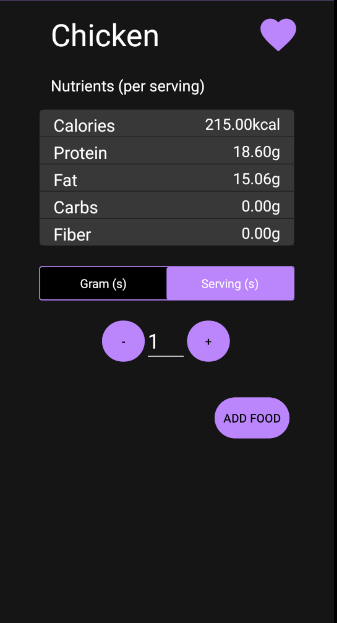 Chicken
Nutrients (per serving)
Calories 215.00kcal
Protein 18.60g
Fat 15.06g
Carbs 0.00g
Fiber 0.00g
Gram (s) Serving (s)
- 1 +
ADD FOOD